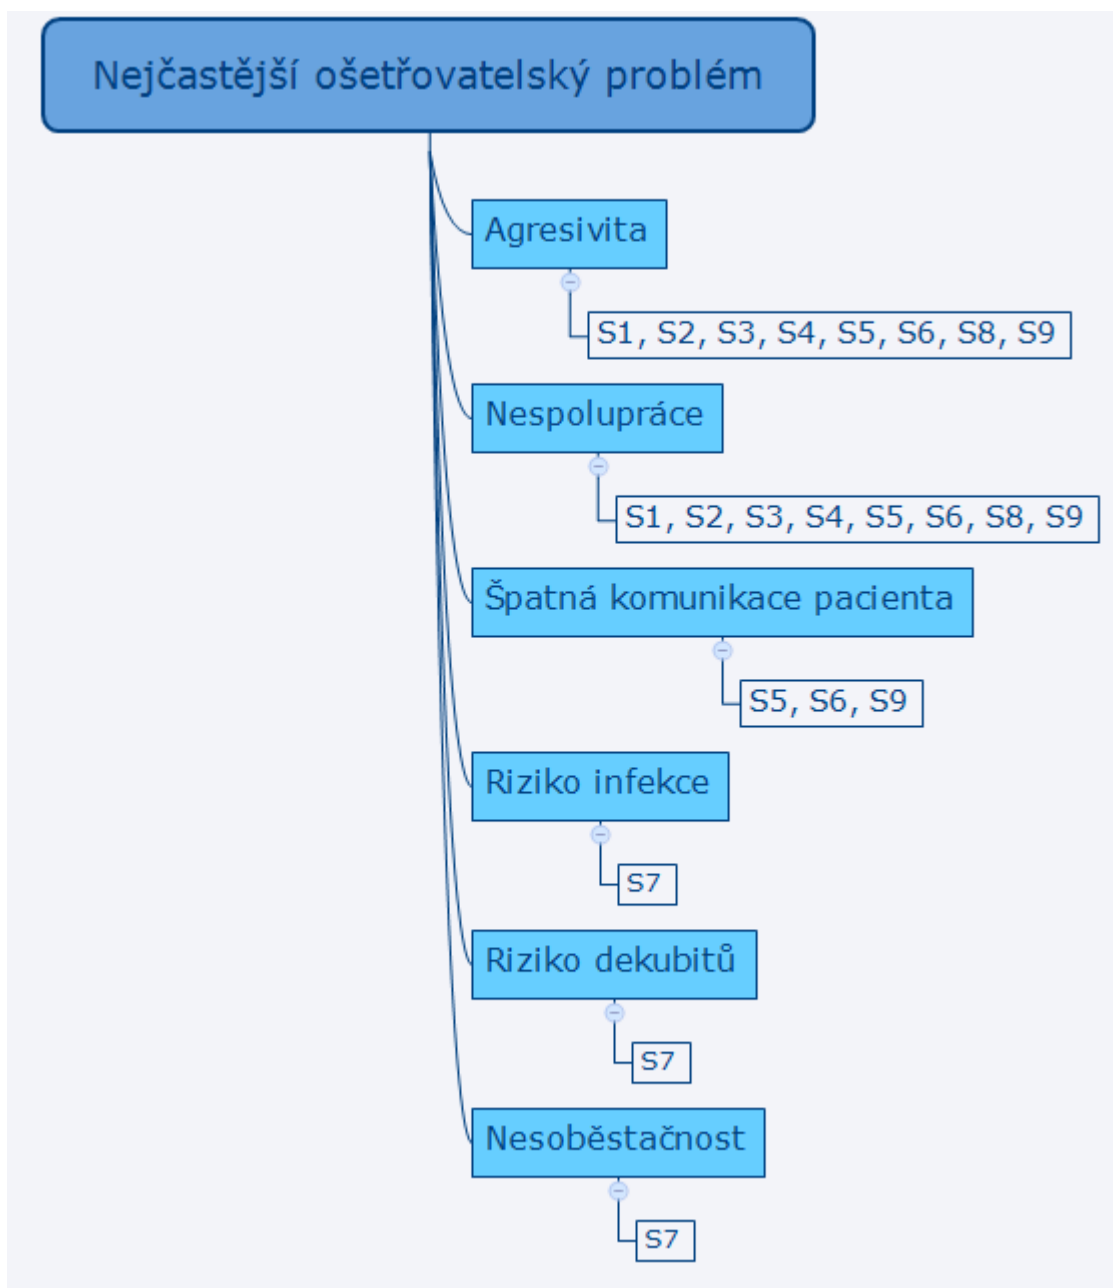 Nejčastější ošetřovatelský problém
Agresivita
S1, S2, S3, S4, S5, S6, S8, S9
Nespolupráce
S1, S2, S3, S4, S5, S6, S8, S9
Špatná komunikace pacienta
S5, S6, S9
Riziko infekce
S7
Riziko dekubitů
S7
Nesoběstačnost
S7